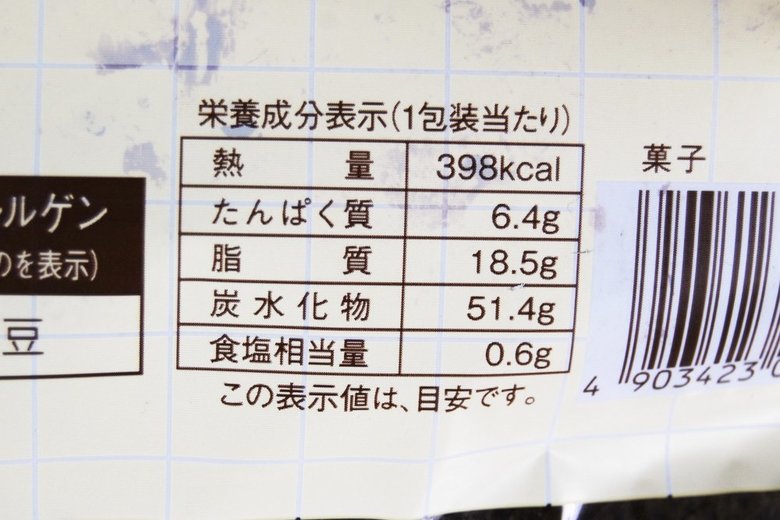 栄養成分表示(1包装当たり)
熱量 398kcal
たんぱく質 6.4g
脂質 18.5g
炭水化物 51.4g
食塩相当量 0.6g
この表示値は、目安です。
ルゲン
のを表示)
豆
菓子
4 903423